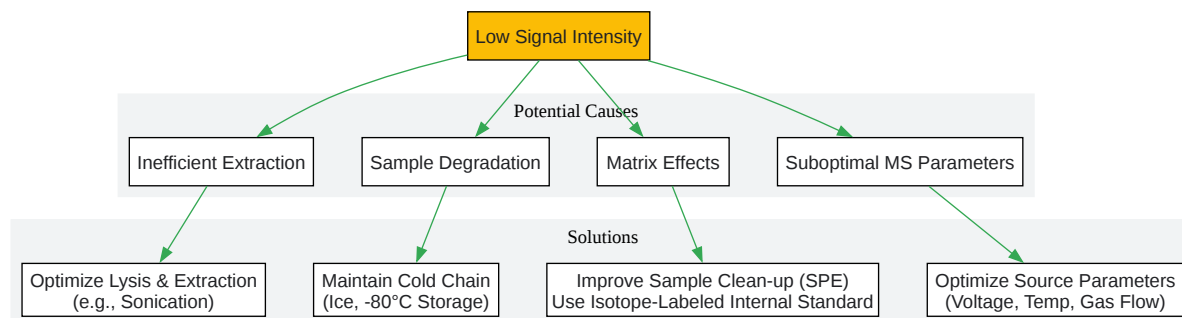 Low Signal Intensity
Potential Causes
Inefficient Extraction
Sample Degradation
Matrix Effects
Suboptimal MS Parameters
Solutions
Optimize Lysis & Extraction
(e.g., Sonication)
Maintain Cold Chain
(Ice, -80°C Storage)
Improve Sample Clean-up (SPE)
Use Isotope-Labeled Internal Standard
Optimize Source Parameters
(Voltage, Temp, Gas Flow)